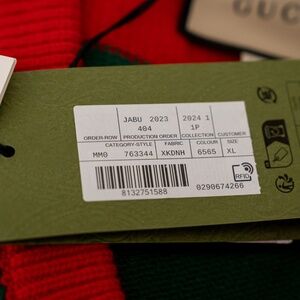 GUC
JABU 2023 2024 1
404 1P
ORDER-ROW PRODUCTION ORDER COLLECTION CUSTOMER
CATEGORY-STYLE FABRIC COLOUR SIZE
MM0 763344 XKDNH 6565 XL
RFID
8132751588 0290674266